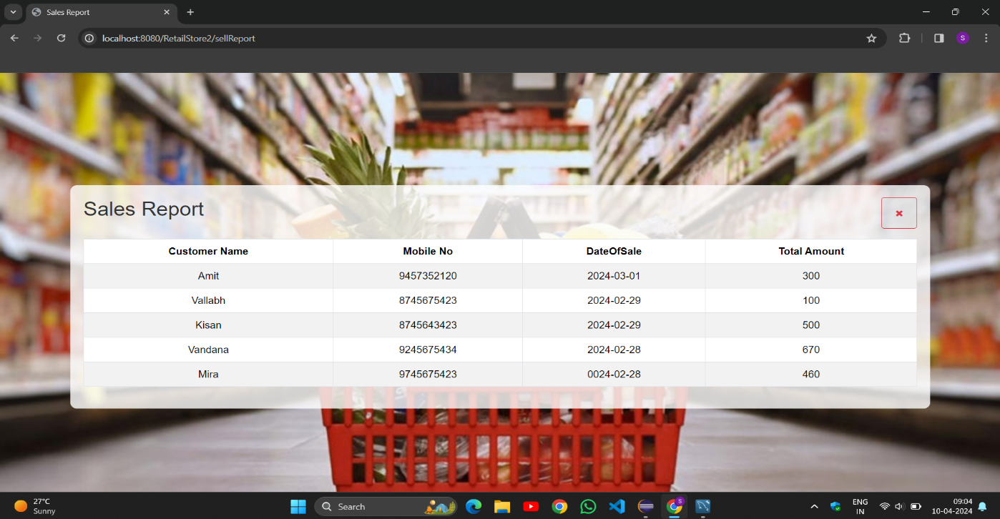 Sales Report
localhost:8080/RetailStore2/sellReport
S
Sales Report
Customer Name Mobile No DateOfSale Total Amount
Amit 9457352120 2024-03-01 300
Vallabh 8745675423 2024-02-29 100
Kisan 8745643423 2024-02-29 500
Vandana 9245675434 2024-02-28 670
Mira 9745675423 0024-02-28 460
27°C
Sunny
Search
S
ENG
IN
09:04
10-04-2024